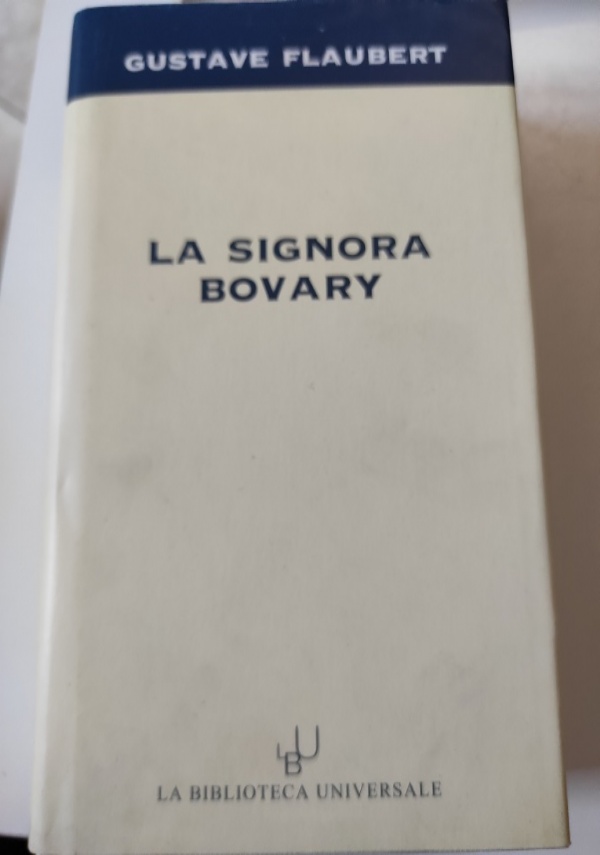 GUSTAVE FLAUBERT
LA SIGNORA
BOVARY
LBU
LA BIBLIOTECA UNIVERSALE